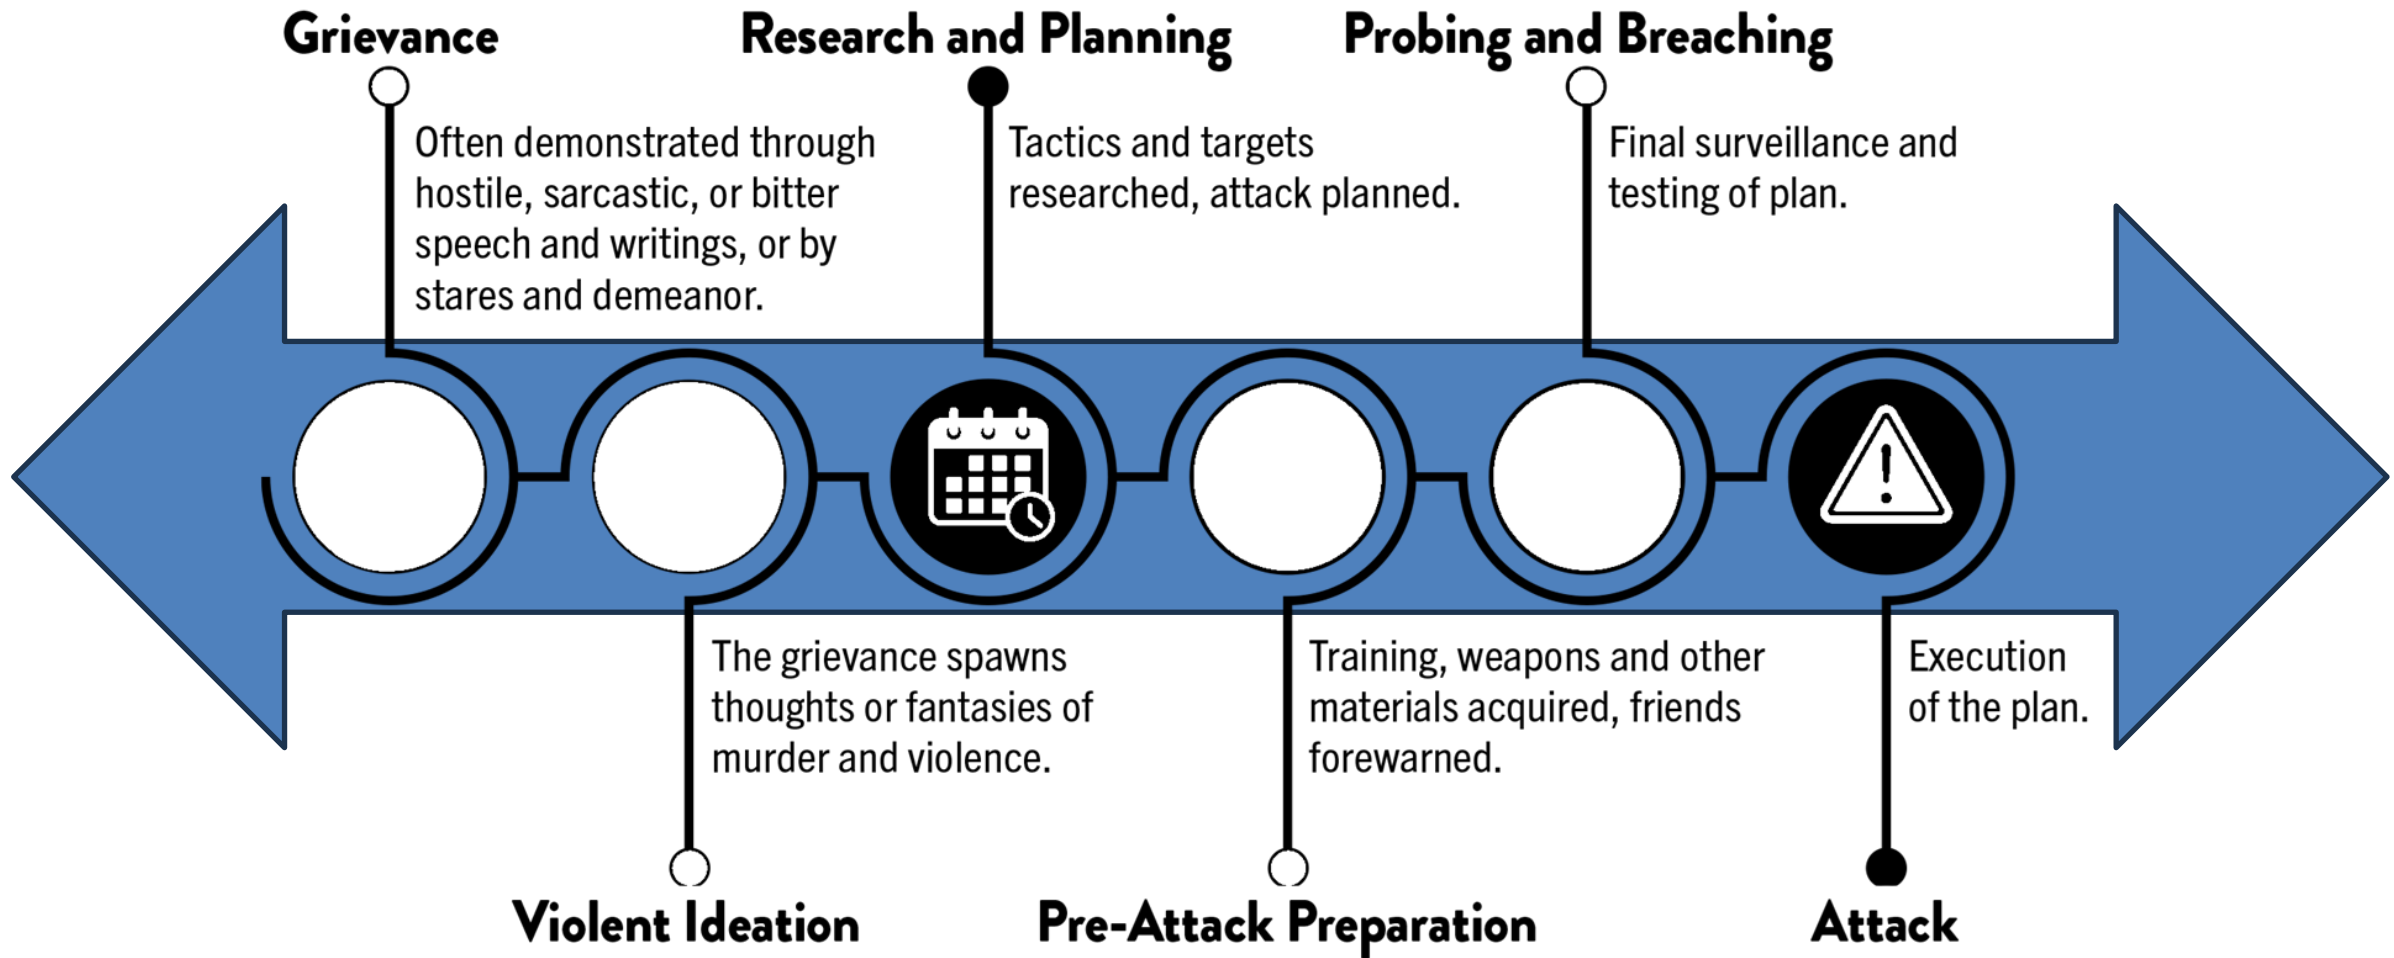 Grievance
Often demonstrated through
hostile, sarcastic, or bitter
speech and writings, or by
stares and demeanor.
The grievance spawns
thoughts or fantasies of
murder and violence.
Violent Ideation
Research and Planning
Tactics and targets
researched, attack planned.
Training, weapons and other
materials acquired, friends
forewarned.
Pre-Attack Preparation
Probing and Breaching
Final surveillance and
testing of plan.
Execution
of the plan.
Attack